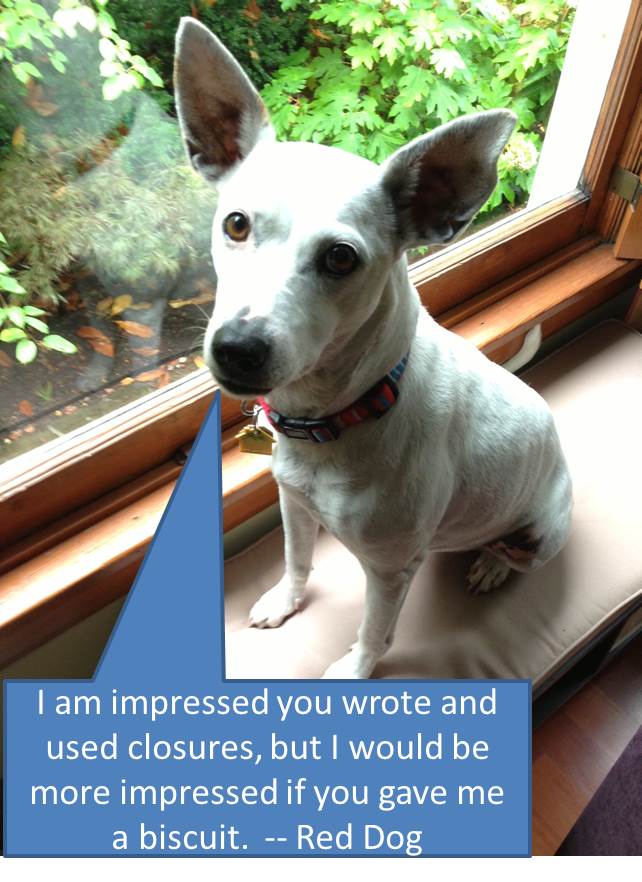 I am impressed you wrote and
used closures, but I would be
more impressed if you gave me
a biscuit.  -- Red Dog